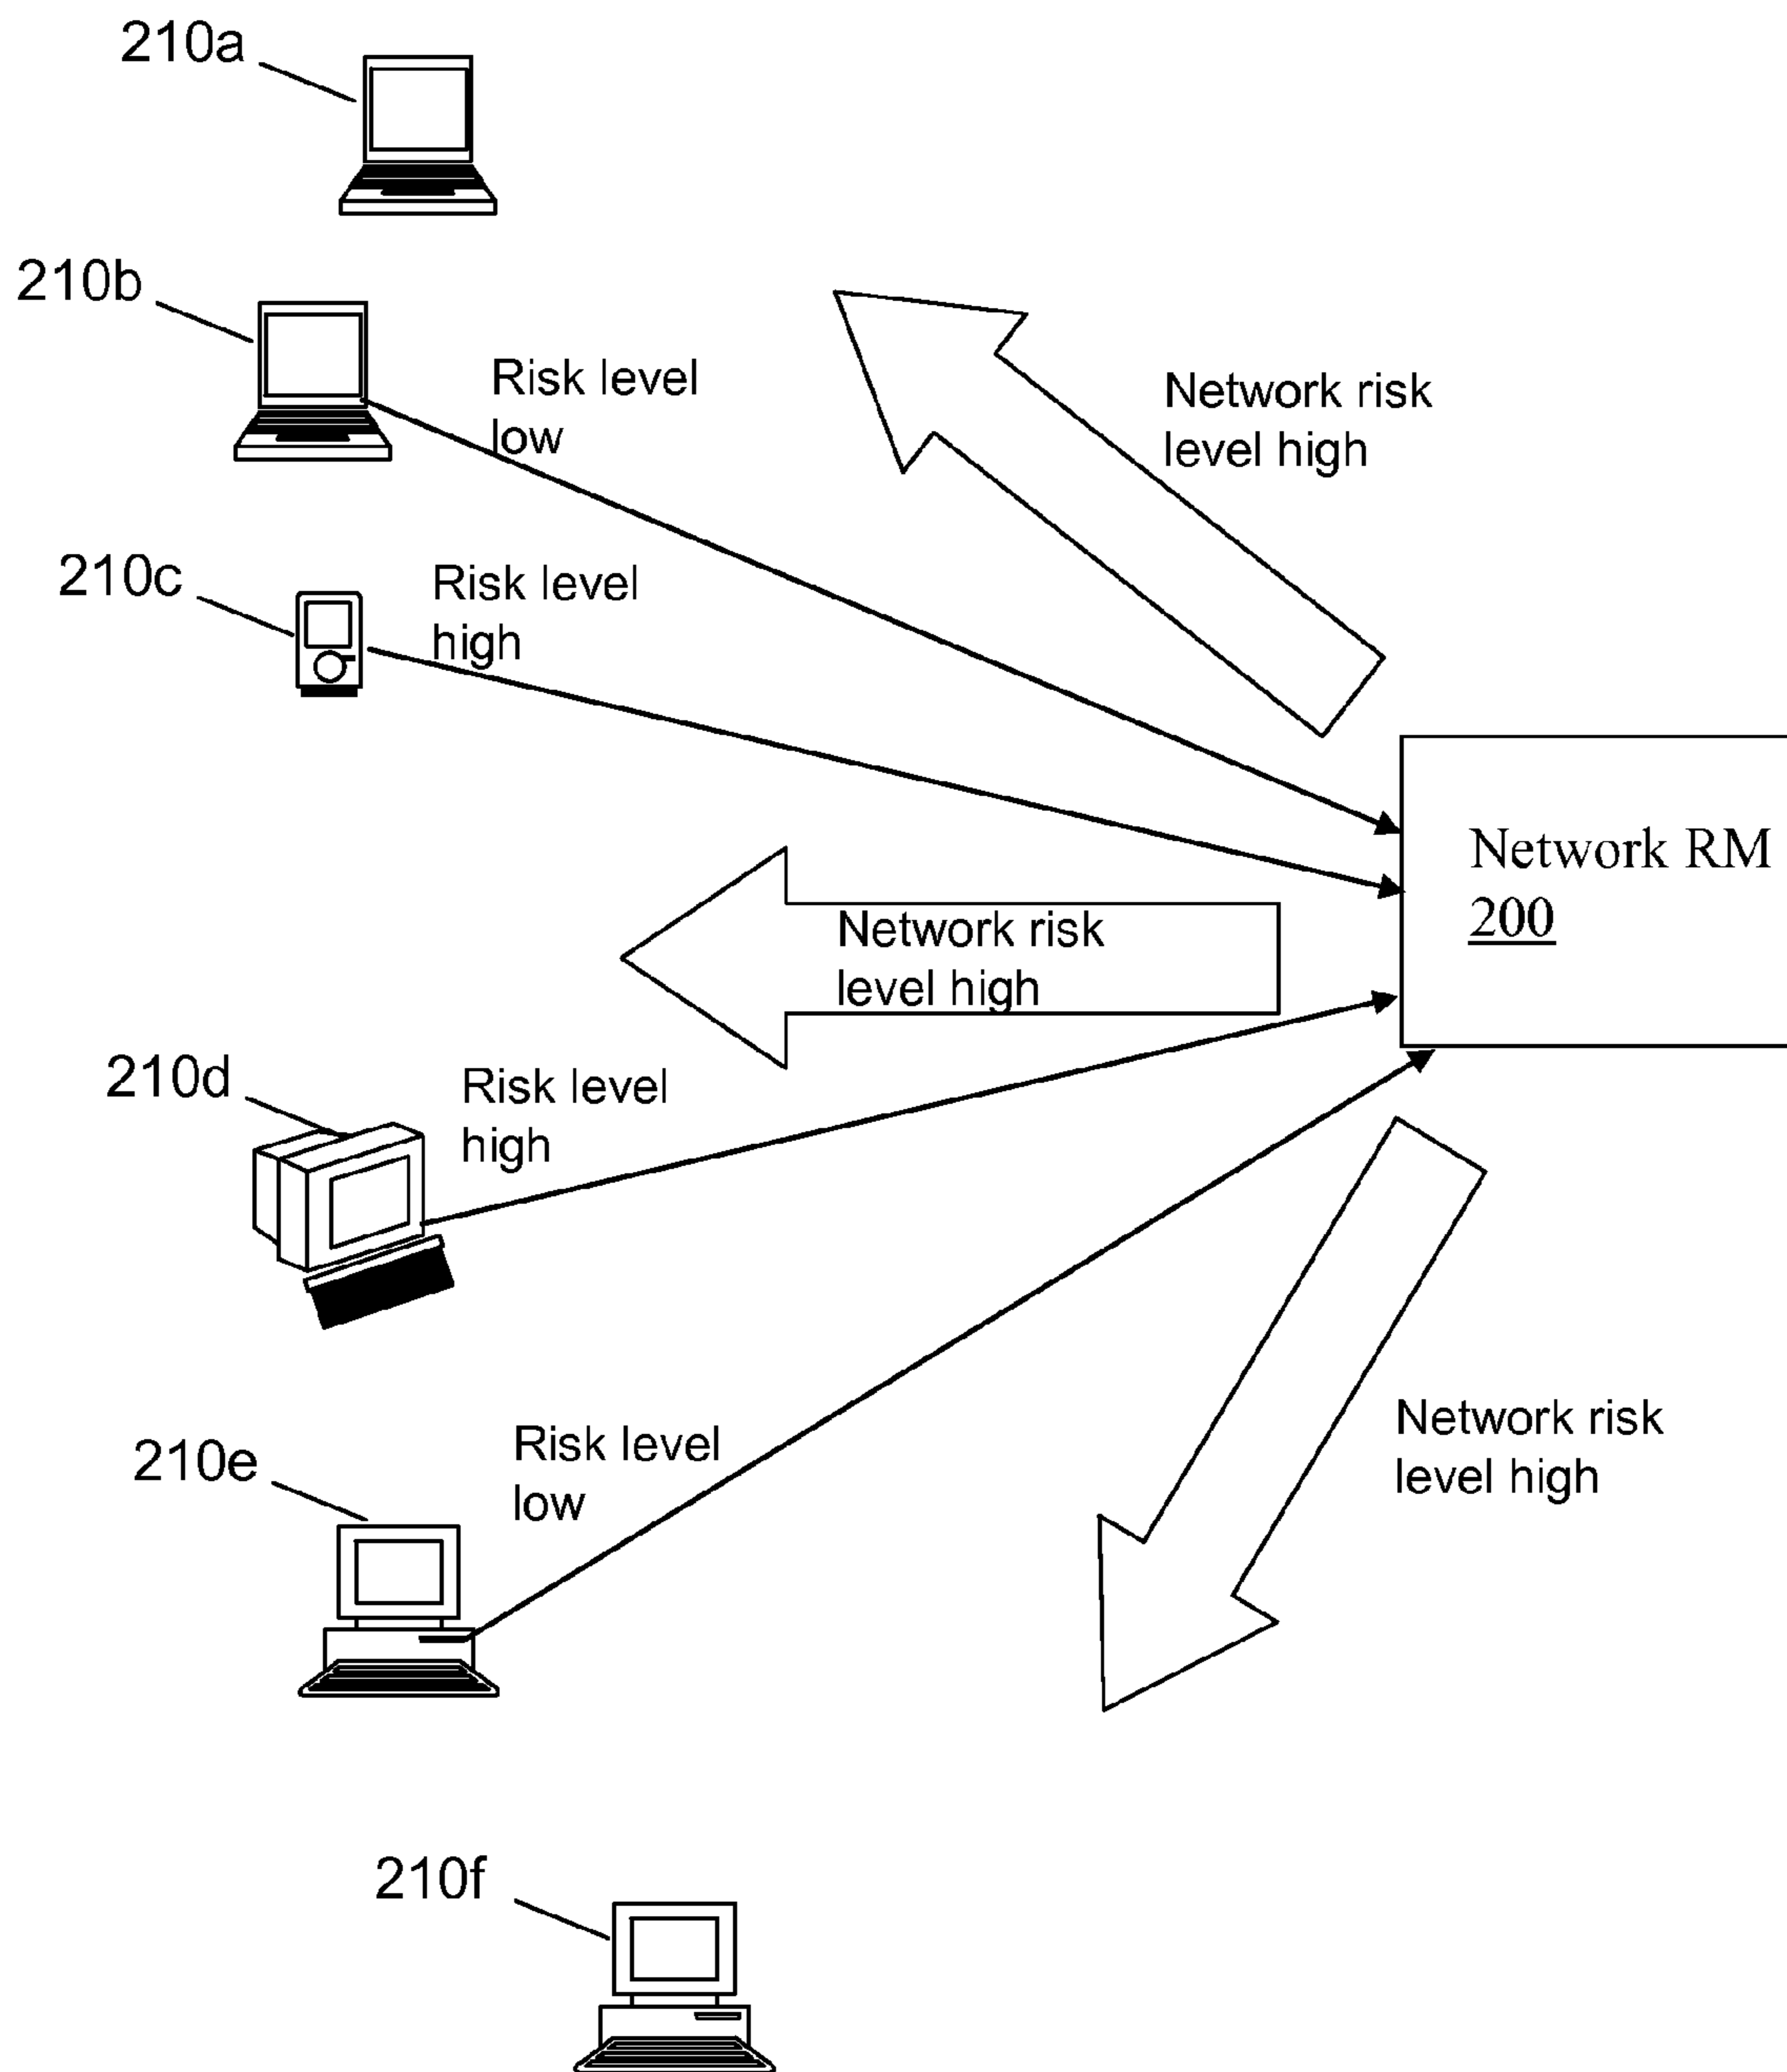 210a
210b
Risk level
low
Network risk
level high
210c
Risk level
high
Network RM
200
Network risk
level high
210d
Risk level
high
210e
Risk level
low
Network risk
level high
210f